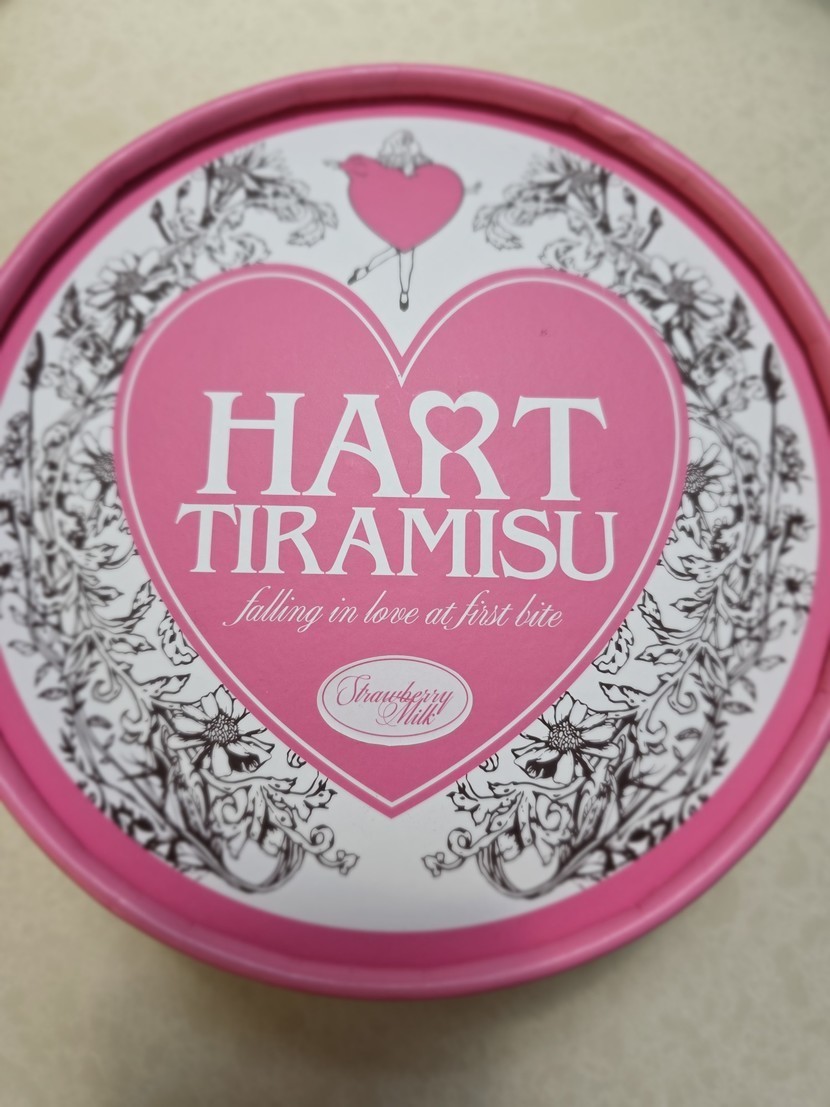 HART
TIRAMISU
falling in love at first bite
Strawberry
Milk